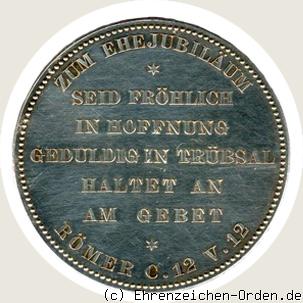 ZUM EHEJUBILÄUM
*
SEID FRÖHLICH
IN HOFFNUNG
GEDULDIG IN TRÜBSAL
HALTET AN
AM GEBET
*
RÖMER C. 12 V. 12
(c) Ehrenzeichen-Orden.de